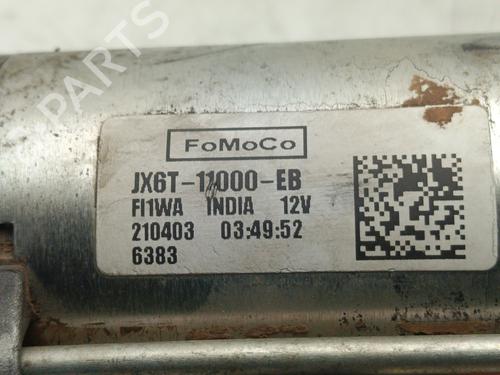 FoMoCo
JX6T-11000-EB
FI1WA INDIA 12V
210403 03:49:52
6383
B-PARTS